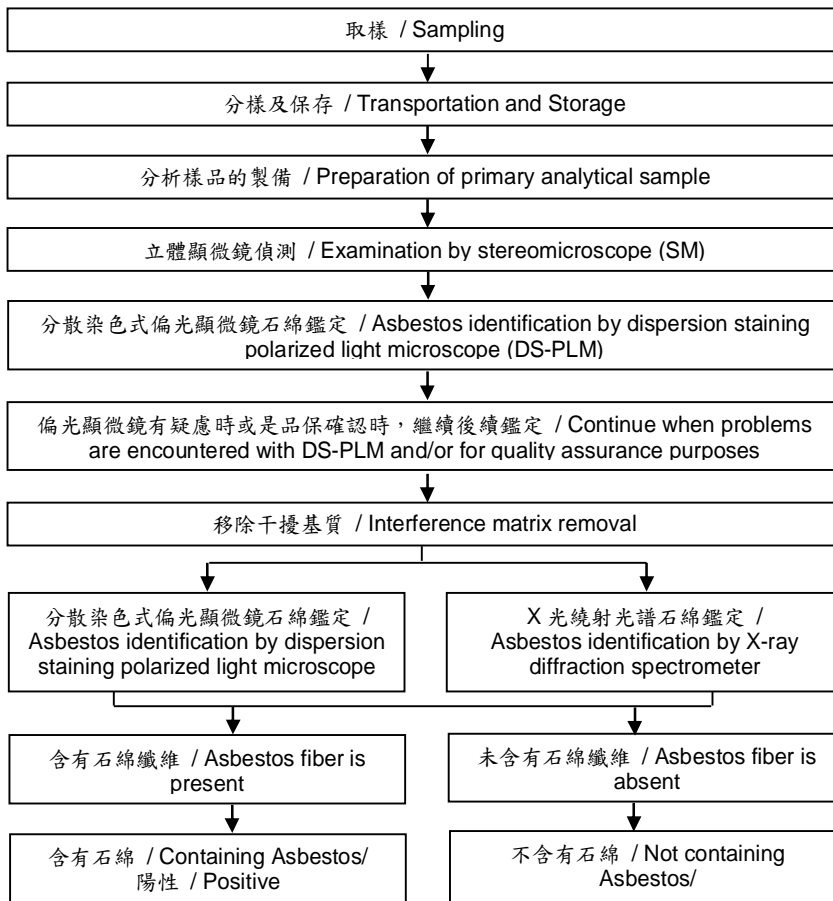 取樣 / Sampling
分樣及保存 / Transportation and Storage
分析樣品的製備 / Preparation of primary analytical sample
立體顯微鏡偵測 / Examination by stereomicroscope (SM)
分散染色式偏光顯微鏡石綿鑑定 / Asbestos identification by dispersion staining
polarized light microscope (DS-PLM)
偏光顯微鏡有疑慮時或是品保確認時，繼續後續鑑定 / Continue when problems
are encountered with DS-PLM and/or for quality assurance purposes
移除干擾基質 / Interference matrix removal
分散染色式偏光顯微鏡石綿鑑定 /
Asbestos identification by dispersion
staining polarized light microscope
X 光繞射光譜石綿鑑定 /
Asbestos identification by X-ray
diffraction spectrometer
含有石綿纖維 / Asbestos fiber is
present
未含有石綿纖維 / Asbestos fiber is
absent
含有石綿 / Containing Asbestos/
陽性 / Positive
不含有石綿 / Not containing
Asbestos/